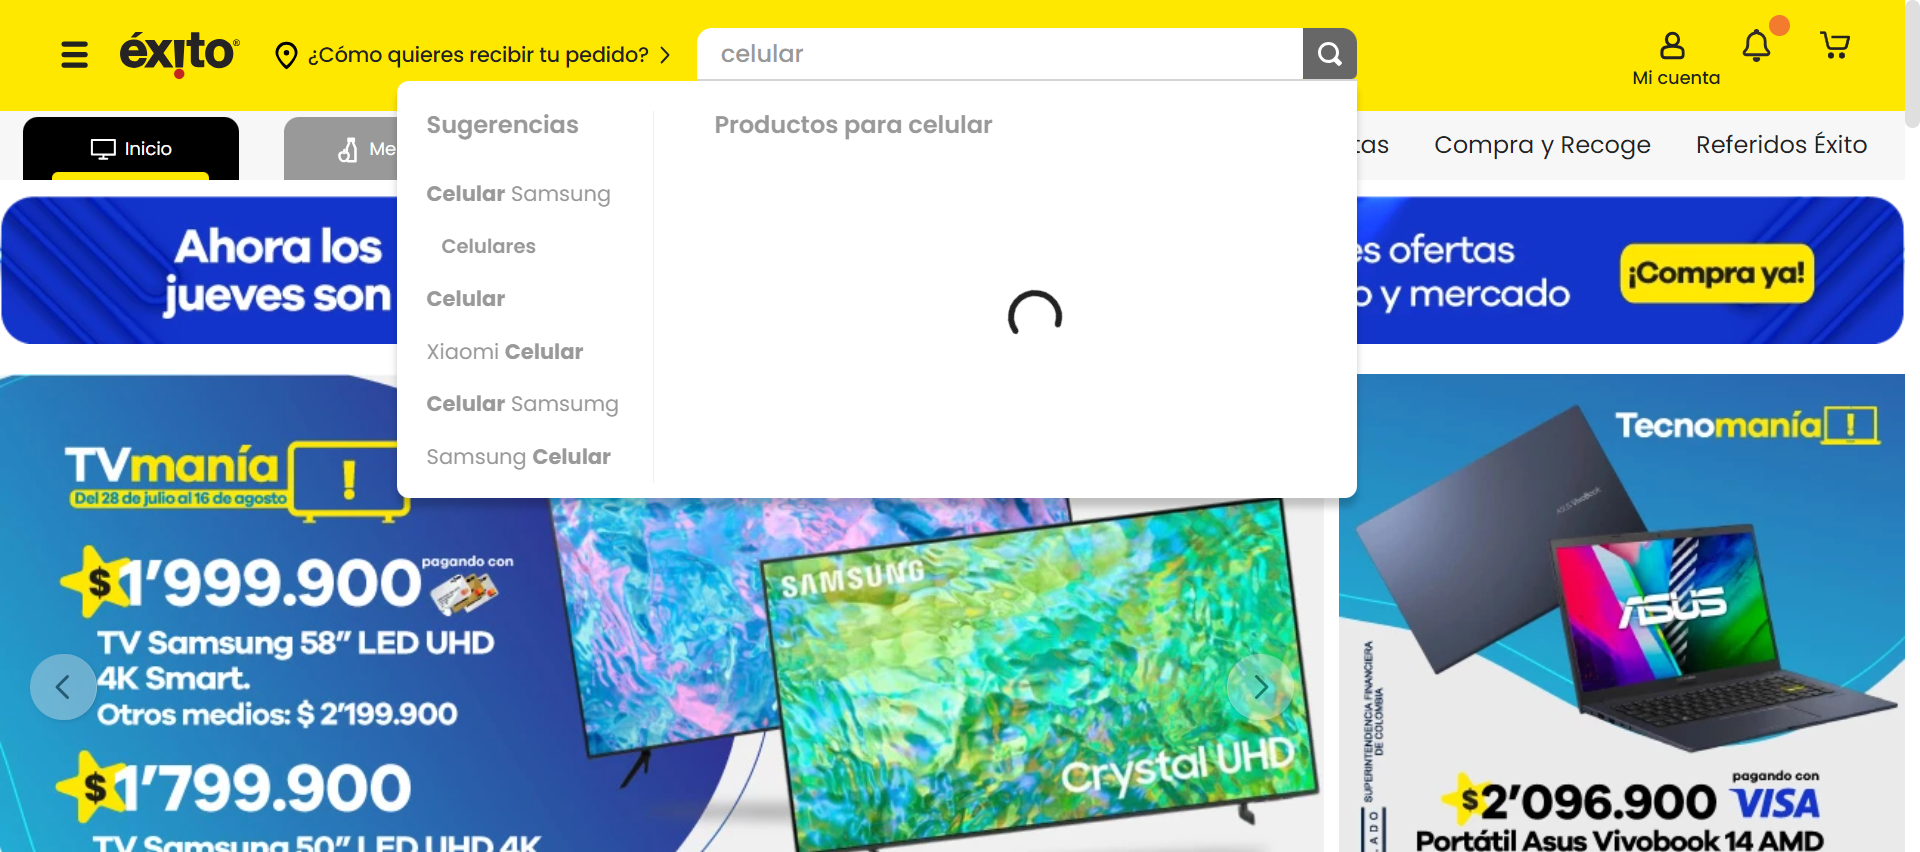 éxito®
¿Cómo quieres recibir tu pedido?
celular
Mi cuenta
Inicio
Me
tas
Compra y Recoge
Referidos Éxito
Sugerencias
Celular Samsung
Celulares
Celular
Xiaomi Celular
Celular Samsumg
Samsung Celular
Productos para celular
Ahora los
jueves son
es ofertas
o y mercado
¡Compra ya!
TVmanía
Del 28 de julio al 16 de agosto
$1’999.900
pagando con
TV Samsung 58” LED UHD
4K Smart.
Otros medios: $ 2’199.900
$1’799.900
TV Samsung 50” LED UHD 4K
SAMSUNG
Crystal UHD
Tecnomanía
ASUS VivoBook
ASUS
SUPERINTENDENCIA FINANCIERA
DE COLOMBIA
LADO
$2’096.900
pagando con
VISA
Portátil Asus Vivobook 14 AMD